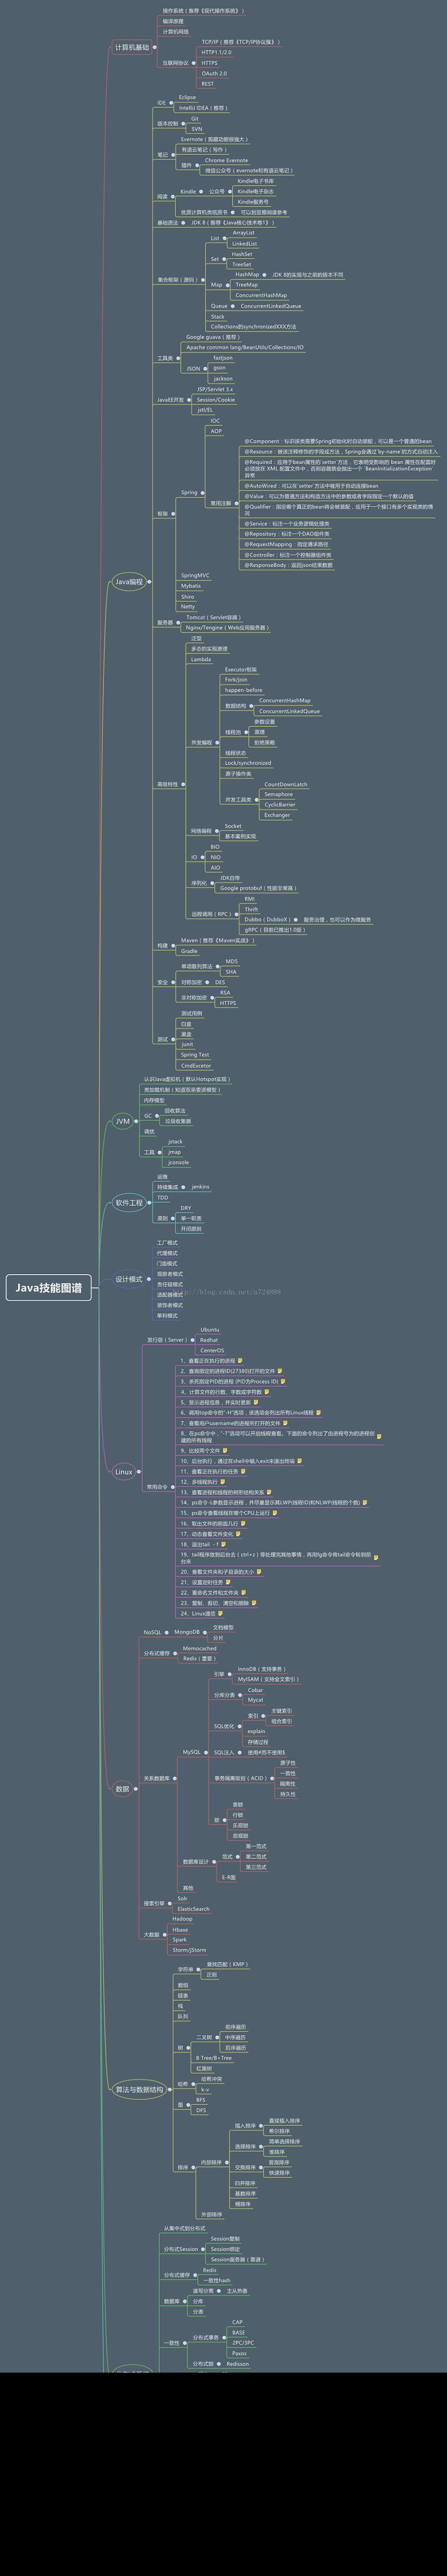 Java技能图谱
计算机基础
操作系统（推荐《现代操作系统》）
编译原理
计算机网络
互联网协议
TCP/IP（推荐《TCP/IP协议族》）
HTTP1.1/2.0
HTTPS
OAuth 2.0
REST
Java编程
IDE
Eclipse
IntelliJ IDEA（推荐）
版本控制
Git
SVN
笔记
Evernote（剪藏功能很强大）
有道云笔记（写作）
插件
Chrome Evernote
微信公众号（evernote和有道云笔记）
阅读
Kindle
公众号
Kindle电子书库
Kindle电子杂志
Kindle服务号
优质计算机类纸质书
可以到豆瓣阅读参考
基础语法
JDK 8（推荐《Java核心技术卷1》）
集合框架（源码）
List
ArrayList
LinkedList
Set
HashSet
TreeSet
Map
HashMap
JDK 8的实现与之前的版本不同
TreeMap
ConcurrentHashMap
Queue
ConcurrentLinkedQueue
Stack
Collections的synchronizedXXX方法
工具类
Google guava（推荐）
Apache common lang/BeanUtils/Collections/IO
JSON
fastjson
gson
jackson
JavaEE开发
JSP/Servlet 3.x
Session/Cookie
jstl/EL
框架
Spring
IOC
AOP
常用注解
@Component：标识该类需要Spring初始化时自动装配，可以是一个普通的bean
@Resource：被该注释修饰的字段或方法，Spring会通过'by-name'的方式自动注入
@Required：应用于bean属性的`setter`方法，它表明受影响的 bean 属性在配置时
必须放在 XML 配置文件中，否则容器就会抛出一个 `BeanInitializationException`
异常
@AutoWired：可以在`setter`方法中被用于自动连接bean
@Value：可以为普通方法和构造方法中的参数或者字段指定一个默认的值
@Qualifier：指定哪个真正的bean将会被装配，应用于一个接口有多个实现类的情
况
@Service：标注一个业务逻辑处理类
@Repository：标注一个DAO组件类
@RequestMapping：指定请求路径
@Controller：标注一个控制器组件类
@ResponseBody：返回json结果数据
SpringMVC
Mybatis
Shiro
Netty
服务器
Tomcat（Servlet容器）
Nginx/Tengine（Web应用服务器）
高级特性
泛型
多态的实现原理
Lambda
并发编程
Executor框架
Fork/join
happen-before
数据结构
ConcurrentHashMap
ConcurrentLinkedQueue
线程池
参数设置
原理
拒绝策略
线程状态
Lock/synchronized
原子操作类
并发工具类
CountDownLatch
Semaphore
CyclicBarrier
Exchanger
网络编程
Socket
基本案例实现
IO
BIO
NIO
AIO
序列化
JDK自带
Google protobuf（性能非常高）
远程调用（RPC）
RMI
Thrift
Dubbo（DubboX）
服务治理，也可以作为微服务
gRPC（目前已推出1.0版）
构建
Maven（推荐《Maven实战》）
Gradle
安全
单项散列算法
MD5
SHA
对称加密
DES
非对称加密
RSA
HTTPS
测试
测试用例
白盒
黑盒
junit
Spring Test
CmdExcetor
JVM
认识Java虚拟机（默认Hotspot实现）
类加载机制（知道双亲委派模型）
内存模型
GC
回收算法
垃圾收集器
调优
工具
jstack
jmap
jconsole
软件工程
运维
持续集成
jenkins
TDD
原则
DRY
单一职责
开闭原则
设计模式
工厂模式
代理模式
门面模式
观察者模式
责任链模式
适配器模式
装饰者模式
单利模式
http://blog.csdn.net/a724888
Linux
发行版（Server）
Ubuntu
Redhat
CenterOS
常用命令
1、查看正在执行的进程
2、查询指定的进程ID(27380)打开的文件
3、杀死指定PID的进程 (PID为Process ID)
4、计算文件的行数、字数或字符数
5、显示进程信息，并实时更新
6、调用top命令的“-H”选项，该选项会列出所有Linux线程
7、查看用户username的进程所打开的文件
8、在ps命令中，“-T”选项可以开启线程查看。下面的命令列出了由进程号为的进程创
建的所有线程
9、比较两个文件
10、后台执行，通过在shell中输入exit来退出终端
11、查看正在执行的任务
12、多线程执行
13、查看进程和线程的树形结构关系
14、ps命令-L参数显示进程，并尽量显示其LWP(线程ID)和NLWP(线程的个数)
15、ps命令查看线程在哪个CPU上运行
16、取出文件的前面几行
17、动态查看文件变化
18、退出tail -f
19、tail程序放到后台去（ctrl+z）等处理完其他事情，再用fg命令将tail命令转到前
台来
20、查看文件夹和子目录的大小
21、设置定时任务
22、重命名文件和文件夹
23、复制、剪切、清空和删除
24、Linux通信
数据
NoSQL
MongoDB
文档模型
分片
分布式缓存
Memocached
Redis（重要）
关系数据库
MySQL
引擎
InnoDB（支持事务）
MyISAM（支持全文索引）
分库分表
Cobar
Mycat
SQL优化
索引
主键索引
组合索引
explain
存储过程
SQL注入
使用#而不使用$
事务隔离级别（ACID）
原子性
一致性
隔离性
持久性
锁
表锁
行锁
乐观锁
悲观锁
数据库设计
范式
第一范式
第二范式
第三范式
E-R图
其他
搜索引擎
Solr
ElasticSearch
大数据
Hadoop
Hbase
Spark
Storm/jStorm
算法与数据结构
字符串
查找匹配（KMP）
正则
数组
链表
栈
队列
树
二叉树
前序遍历
中序遍历
后序遍历
B Tree/B+Tree
红黑树
哈希
哈希冲突
k-v
图
BFS
DFS
排序
内部排序
插入排序
直接插入排序
希尔排序
选择排序
简单选择排序
堆排序
交换排序
冒泡排序
快速排序
归并排序
基数排序
桶排序
外部排序
从集中式到分布式
分布式Session
Session复制
Session绑定
Session服务器（靠谱）
分布式缓存
Redis
一致性hash
数据库
读写分离
主从热备
分库
分表
一致性
分布式事务
CAP
BASE
2PC/3PC
Paxos
分布式锁
Redisson